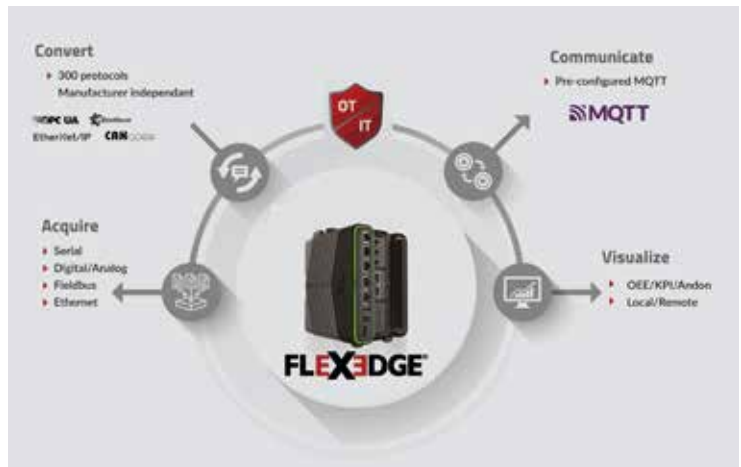 Convert
300 protocols
Manufacturer independant
OPC UA
EtherNet/IP CAN
Acquire
Serial
Digital/Analog
Fieldbus
Ethernet
OT
IT
Communicate
Pre-configured MQTT
MQTT
Visualize
OEE/KPI/Andon
Local/Remote
FLEXEDGE®